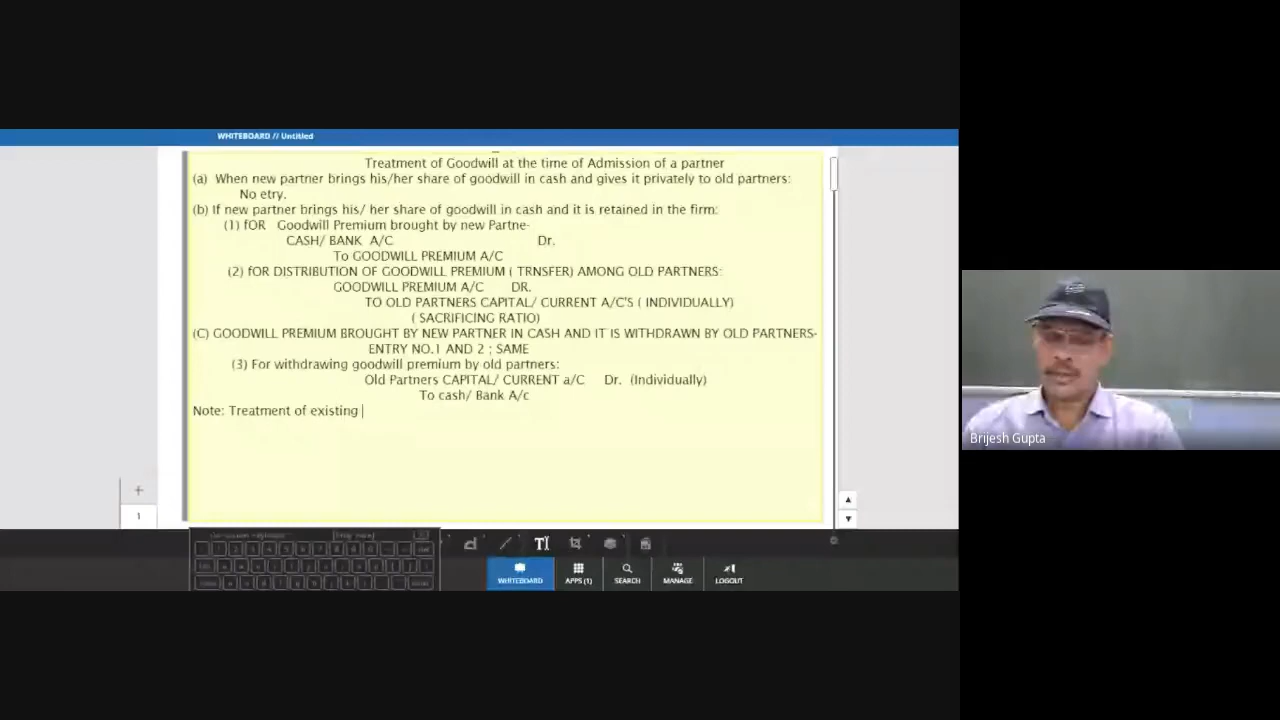 WHITEBOARD // Untitled
Treatment of Goodwill at the time of Admission of a partner
(a) When new partner brings his/her share of goodwill in cash and gives it privately to old partners:
No etry.
(b) If new partner brings his/ her share of goodwill in cash and it is retained in the firm:
(1) fOR Goodwill Premium brought by new Partne-
CASH/ BANK A/C Dr.
To GOODWILL PREMIUM A/C
(2) fOR DISTRIBUTION OF GOODWILL PREMIUM ( TRNSFER) AMONG OLD PARTNERS:
GOODWILL PREMIUM A/C DR.
TO OLD PARTNERS CAPITAL/ CURRENT A/C'S ( INDIVIDUALLY)
( SACRIFICING RATIO)
(C) GOODWILL PREMIUM BROUGHT BY NEW PARTNER IN CASH AND IT IS WITHDRAWN BY OLD PARTNERS-
ENTRY NO.1 AND 2 ; SAME
(3) For withdrawing goodwill premium by old partners:
Old Partners CAPITAL/ CURRENT a/C Dr. (Individually)
To cash/ Bank A/c
Note: Treatment of existing
Brijesh Gupta
1
WHITEBOARD APPS (1) SEARCH MANAGE LOGOUT